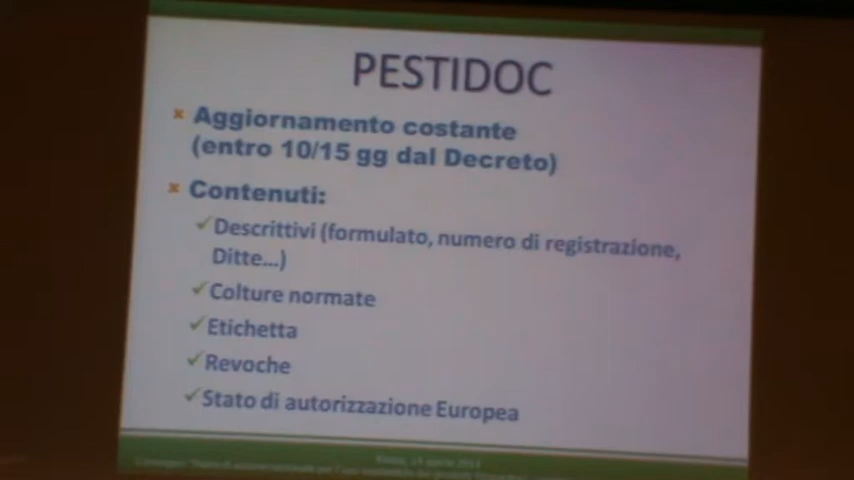 PESTIDOC
Aggiornamento costante
(entro 10/15 gg dal Decreto)
Contenuti:
Descrittivi (formulato, numero di registrazione,
Ditte...)
Colture normate
Etichetta
Revoche
Stato di autorizzazione Europea